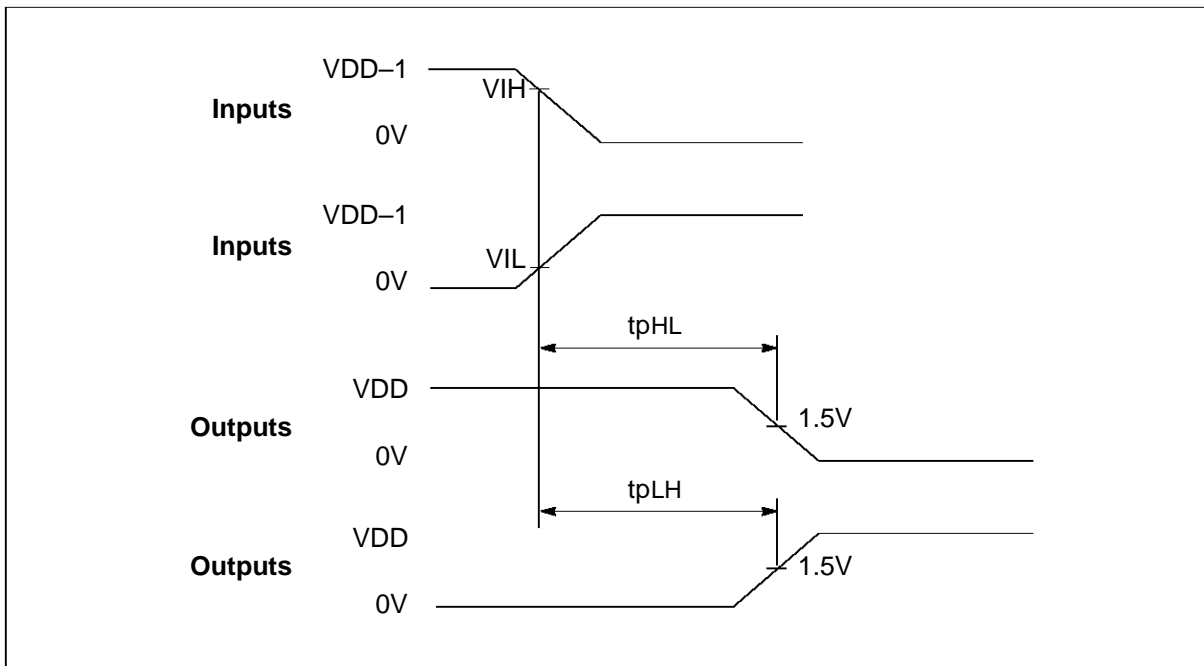 VDD–1
VIH
Inputs
0V
VDD–1
Inputs
VIL
0V
tpHL
VDD
1.5V
Outputs
0V
tpLH
VDD
1.5V
Outputs
0V